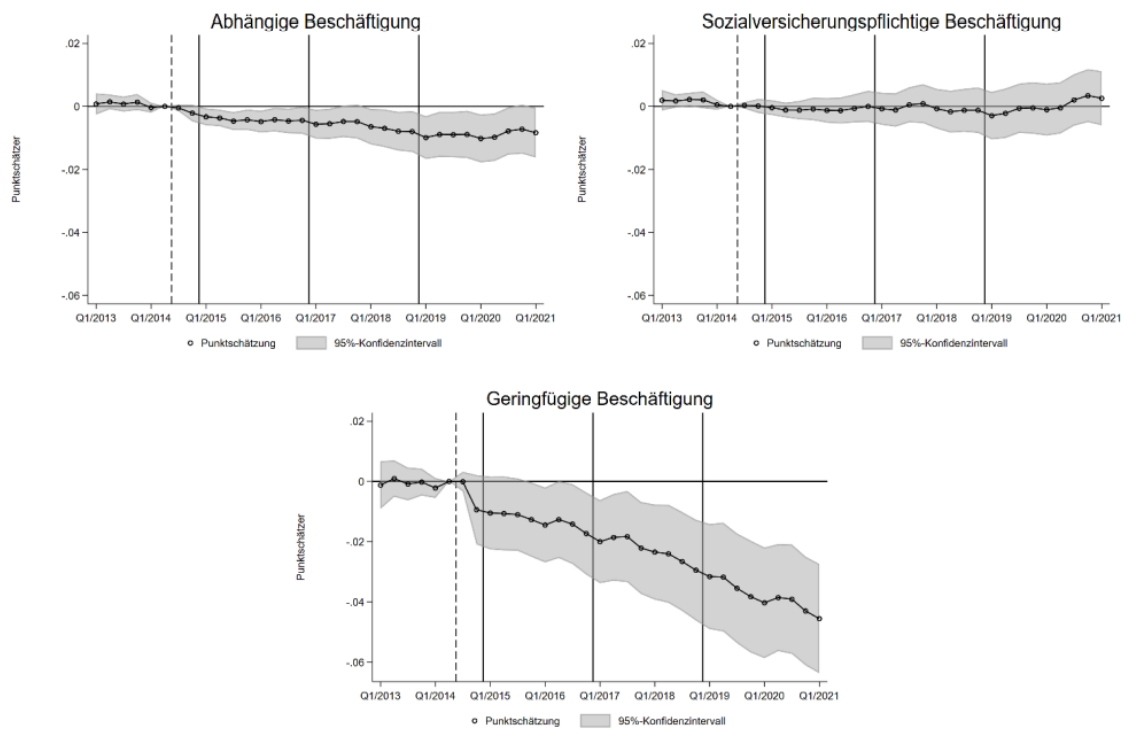 Abhängige Beschäftigung
.02
0
-.02
-.04
-.06
Punktschätzer
Q1/2013 Q1/2014 Q1/2015 Q1/2016 Q1/2017 Q1/2018 Q1/2019 Q1/2020 Q1/2021
Punktschätzung 95%-Konfidenzintervall
Sozialversicherungspflichtige Beschäftigung
.02
0
-.02
-.04
-.06
Punktschätzer
Q1/2013 Q1/2014 Q1/2015 Q1/2016 Q1/2017 Q1/2018 Q1/2019 Q1/2020 Q1/2021
Punktschätzung 95%-Konfidenzintervall
Geringfügige Beschäftigung
.02
0
-.02
-.04
-.06
Punktschätzer
Q1/2013 Q1/2014 Q1/2015 Q1/2016 Q1/2017 Q1/2018 Q1/2019 Q1/2020 Q1/2021
Punktschätzung 95%-Konfidenzintervall